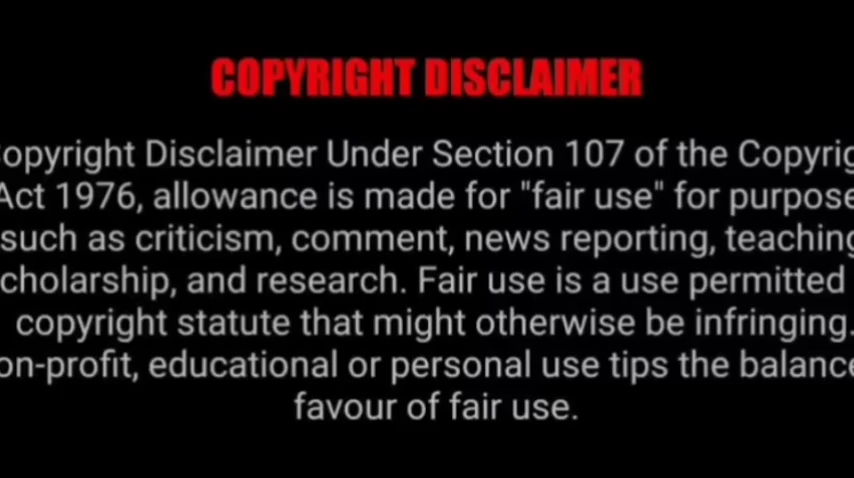 COPYRIGHT DISCLAIMER
opyright Disclaimer Under Section 107 of the Copyrig
Act 1976, allowance is made for "fair use" for purpose
such as criticism, comment, news reporting, teaching
cholarship, and research. Fair use is a use permitted
copyright statute that might otherwise be infringing.
on-profit, educational or personal use tips the balance
favour of fair use.